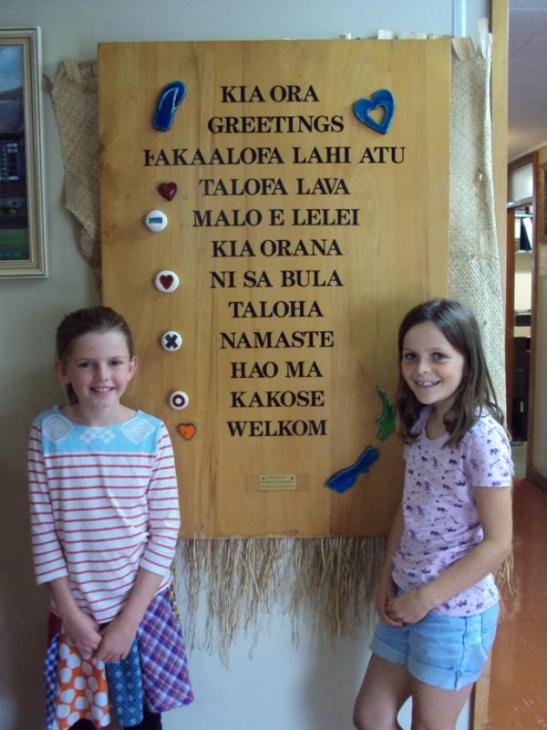 KIA ORA
GREETINGS
FAKAALOFA LAHI ATU
TALOFA LAVA
MALO E LELEI
KIA ORANA
NI SA BULA
TALOHA
NAMASTE
HAO MA
KAKOSE
WELKOM